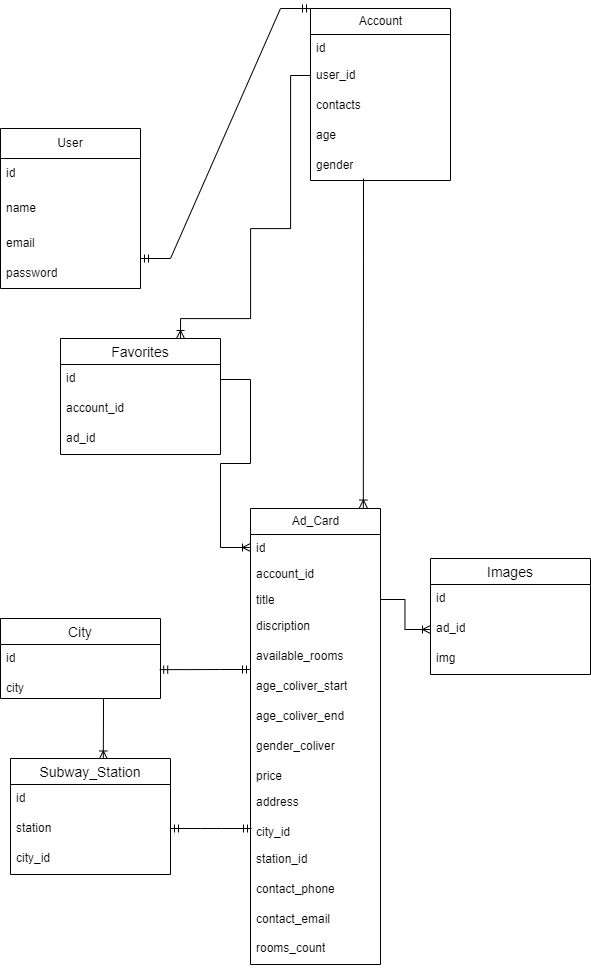 Account
id
user_id
contacts
age
gender
User
id
name
email
password
Favorites
id
account_id
ad_id
Ad_Card
id
account_id
title
discription
available_rooms
age_coliver_start
age_coliver_end
gender_coliver
price
address
city_id
station_id
contact_phone
contact_email
rooms_count
Images
id
ad_id
img
City
id
city
Subway_Station
id
station
city_id